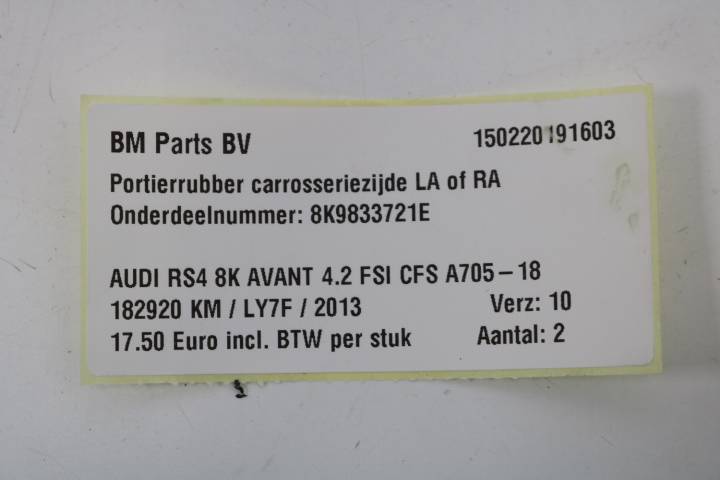 BM Parts BV 150220191603
Portierrubber carrosseriezijde LA of RA
Onderdeelnummer: 8K9833721E
AUDI RS4 8K AVANT 4.2 FSI CFS A705-18
182920 KM / LY7F / 2013 Verz: 10
17.50 Euro incl. BTW per stuk Aantal: 2